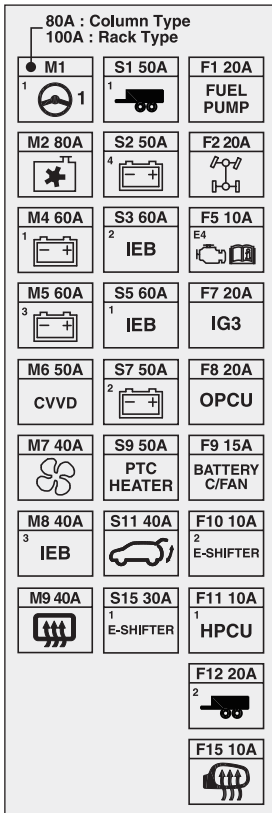 80A : Column Type
100A : Rack Type
M1 S1 50A F1 20A
1 1 1 FUEL
PUMP
M2 80A S2 50A F2 20A
4 - +
M4 60A S3 60A F5 10A
1 - + 2 IEB E4
M5 60A S5 60A F7 20A
3 - + 1 IEB IG3
M6 50A S7 50A F8 20A
CVVD 2 - + OPCU
M7 40A S9 50A F9 15A
PTC BATTERY
HEATER C/FAN
M8 40A S11 40A F10 10A
3 IEB 2 E-SHIFTER
M9 40A S15 30A F11 10A
1 E-SHIFTER 1 HPCU
F12 20A
2
F15 10A